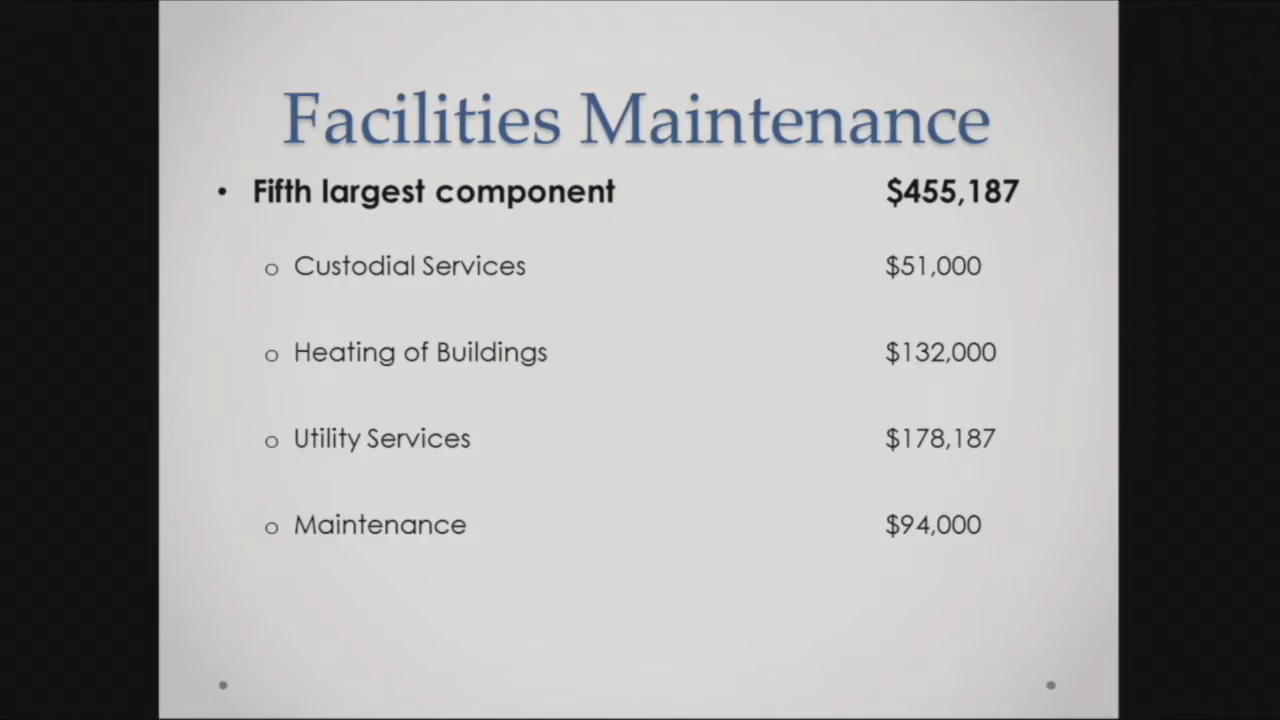 Facilities Maintenance
• Fifth largest component $455,187
o Custodial Services $51,000
o Heating of Buildings $132,000
o Utility Services $178,187
o Maintenance $94,000